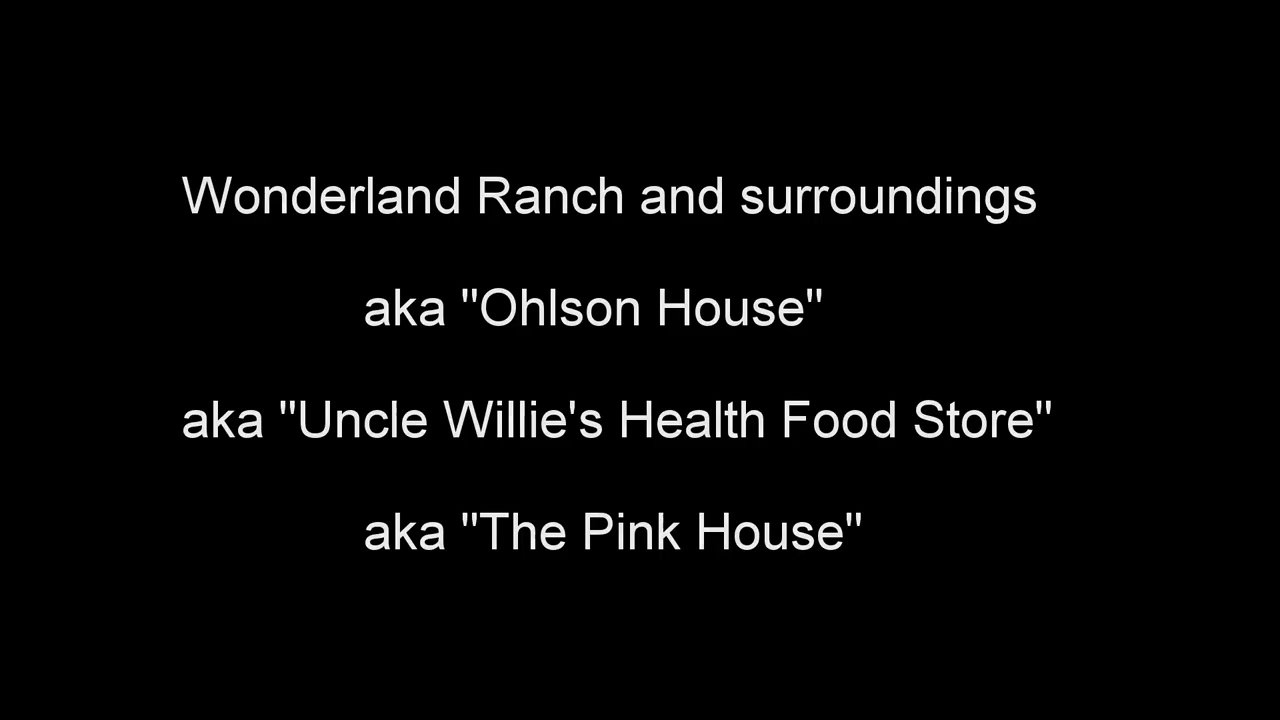 Wonderland Ranch and surroundings
aka "Ohlson House"
aka "Uncle Willie's Health Food Store"
aka "The Pink House"